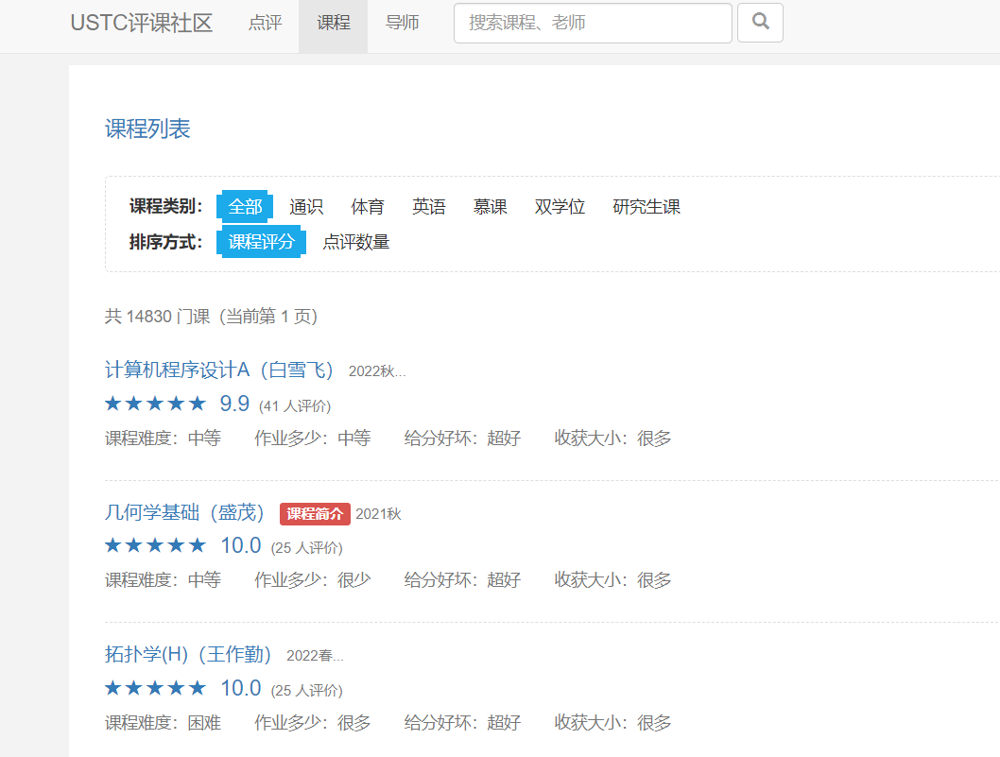 USTC评课社区 点评 课程 导师 搜索课程、老师
课程列表
课程类别： 全部 通识 体育 英语 慕课 双学位 研究生课
排序方式： 课程评分 点评数量
共 14830 门课（当前第 1 页）
计算机程序设计A（白雪飞） 2022秋...
★★★★★ 9.9 (41 人评价)
课程难度：中等 作业多少：中等 给分好坏：超好 收获大小：很多
几何学基础（盛茂） 课程简介 2021秋
★★★★★ 10.0 (25 人评价)
课程难度：中等 作业多少：很少 给分好坏：超好 收获大小：很多
拓扑学(H)（王作勤） 2022春...
★★★★★ 10.0 (25 人评价)
课程难度：困难 作业多少：很多 给分好坏：超好 收获大小：很多